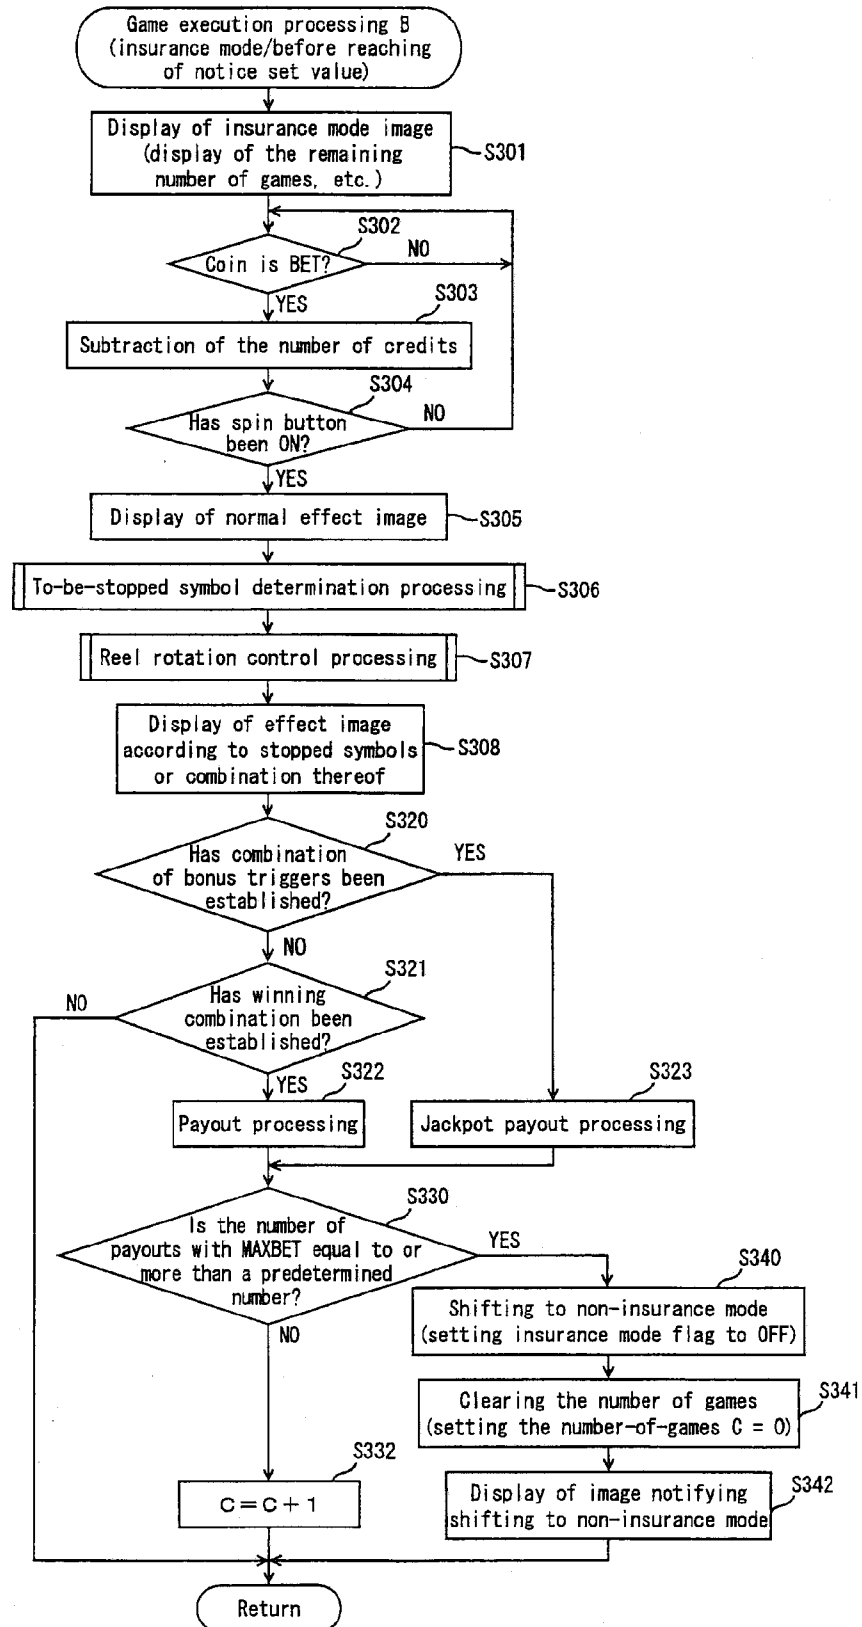 Game execution processing B
(insurance mode/before reaching
of notice set value)
Display of insurance mode image
(display of the remaining
number of games, etc.)
S301
S302
Coin is BET?
NO
YES
S303
Subtraction of the number of credits
S304
Has spin button
been ON?
NO
YES
Display of normal effect image
S305
To-be-stopped symbol determination processing
S306
Reel rotation control processing
S307
Display of effect image
according to stopped symbols
or combination thereof
S308
S320
Has combination
of bonus triggers been
established?
YES
NO
S321
Has winning
combination been
established?
NO
YES
S322
Payout processing
S323
Jackpot payout processing
S330
Is the number of
payouts with MAXBET equal to or
more than a predetermined
number?
YES
NO
S340
Shifting to non-insurance mode
(setting insurance mode flag to OFF)
S341
Clearing the number of games
(setting the number-of-games C = 0)
S342
Display of image notifying
shifting to non-insurance mode
S332
C=C+1
Return